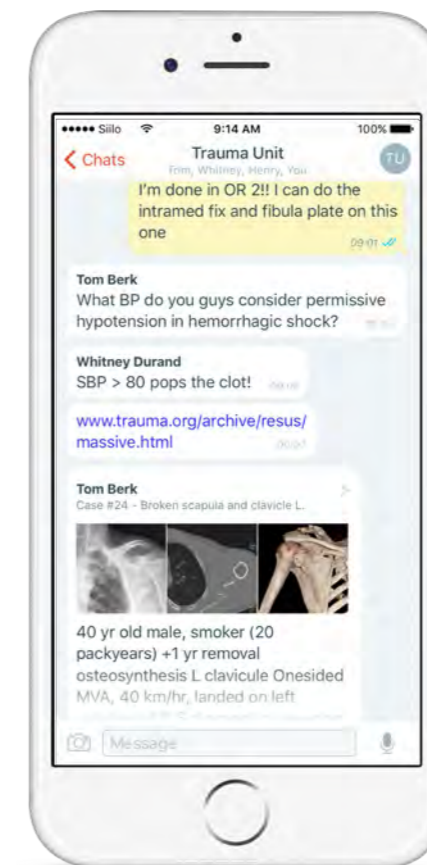 Siilo 9:14 AM 100%
Chats Trauma Unit TU
Tom, Whitney, Henry, You
I'm done in OR 2!! I can do the
intramed fix and fibula plate on this
one
09:01
Tom Berk
What BP do you guys consider permissive
hypotension in hemorrhagic shock?
Whitney Durand
SBP > 80 pops the clot!
www.trauma.org/archive/resus/
massive.html
Tom Berk
Case #24 - Broken scapula and clavicle L.
40 yr old male, smoker (20
packyears) +1 yr removal
osteosynthesis L clavicule Onesided
MVA, 40 km/hr, landed on left
Message